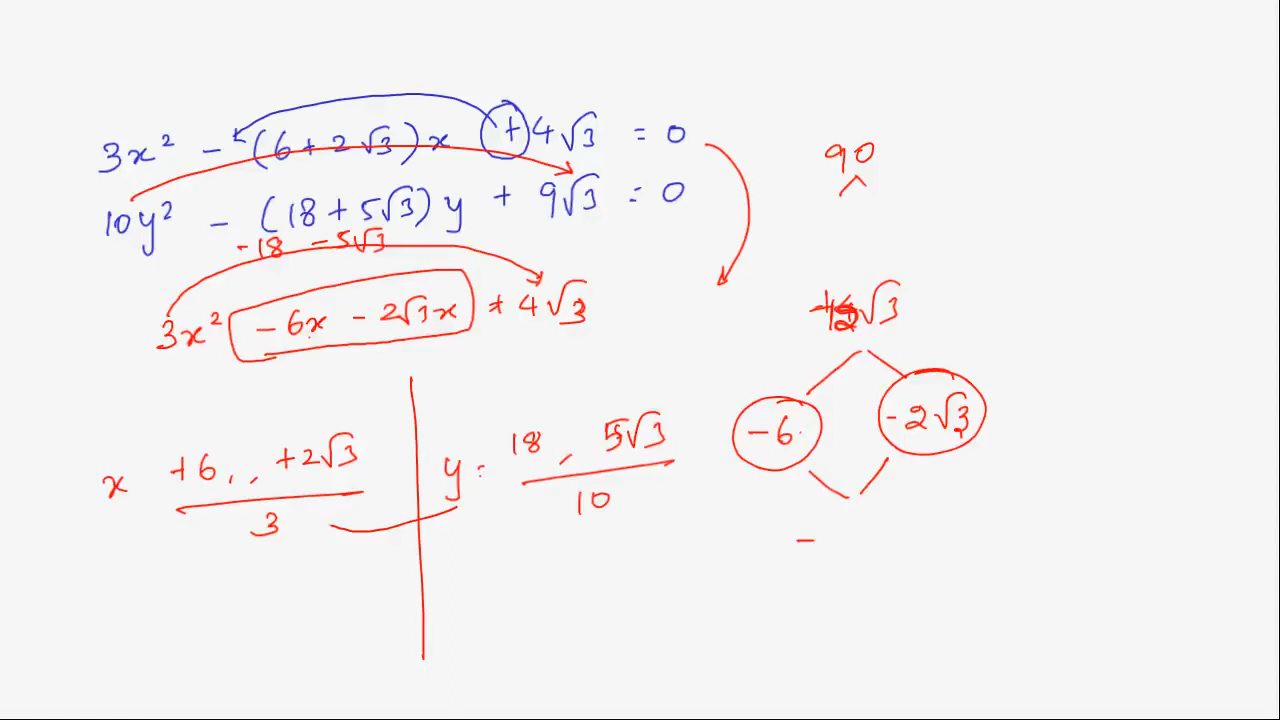 3x² - (6+2√3)x + 4√3 = 0
90
10y² - (18+5√3)y + 9√3 = 0
-18 -5√3
3x² -6x - 2√3x + 4√3
√3
-6 -2√3
x +6, , +2√3
3
y = 18 , 5√3
10
-